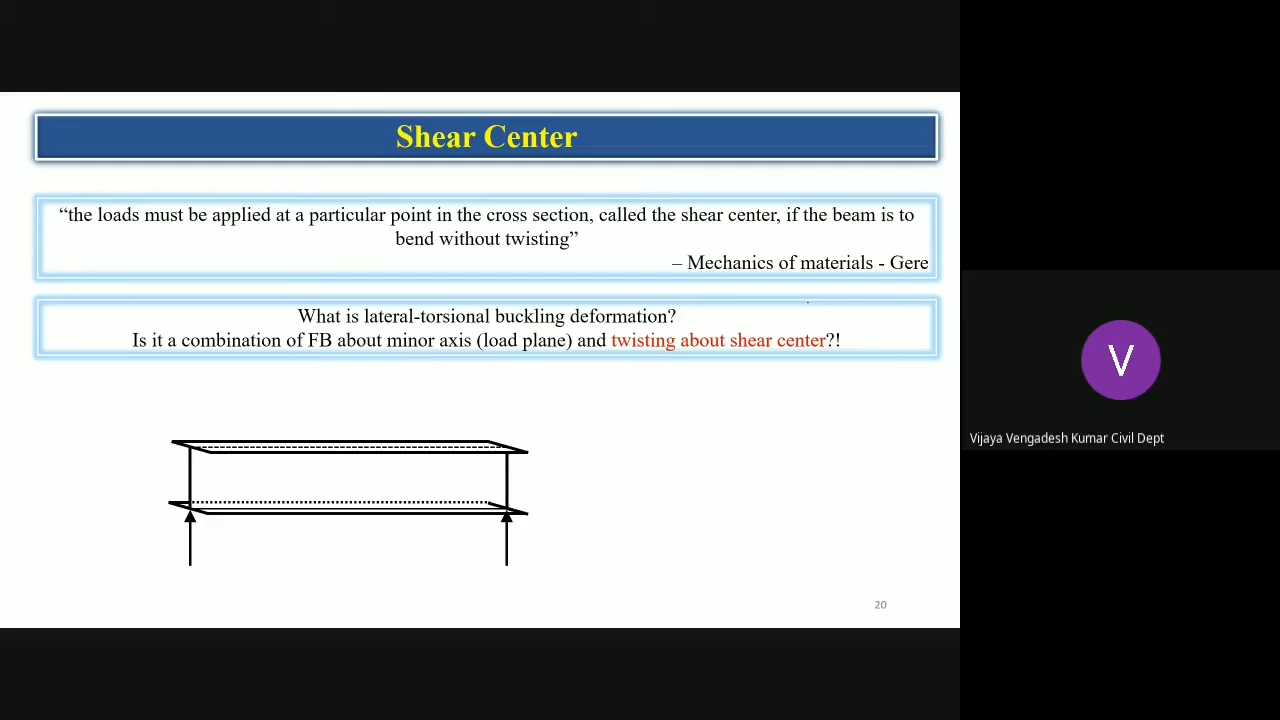 Shear Center
“the loads must be applied at a particular point in the cross section, called the shear center, if the beam is to
bend without twisting”
– Mechanics of materials - Gere
What is lateral-torsional buckling deformation?
Is it a combination of FB about minor axis (load plane) and twisting about shear center?!
20
V
Vijaya Vengadesh Kumar Civil Dept